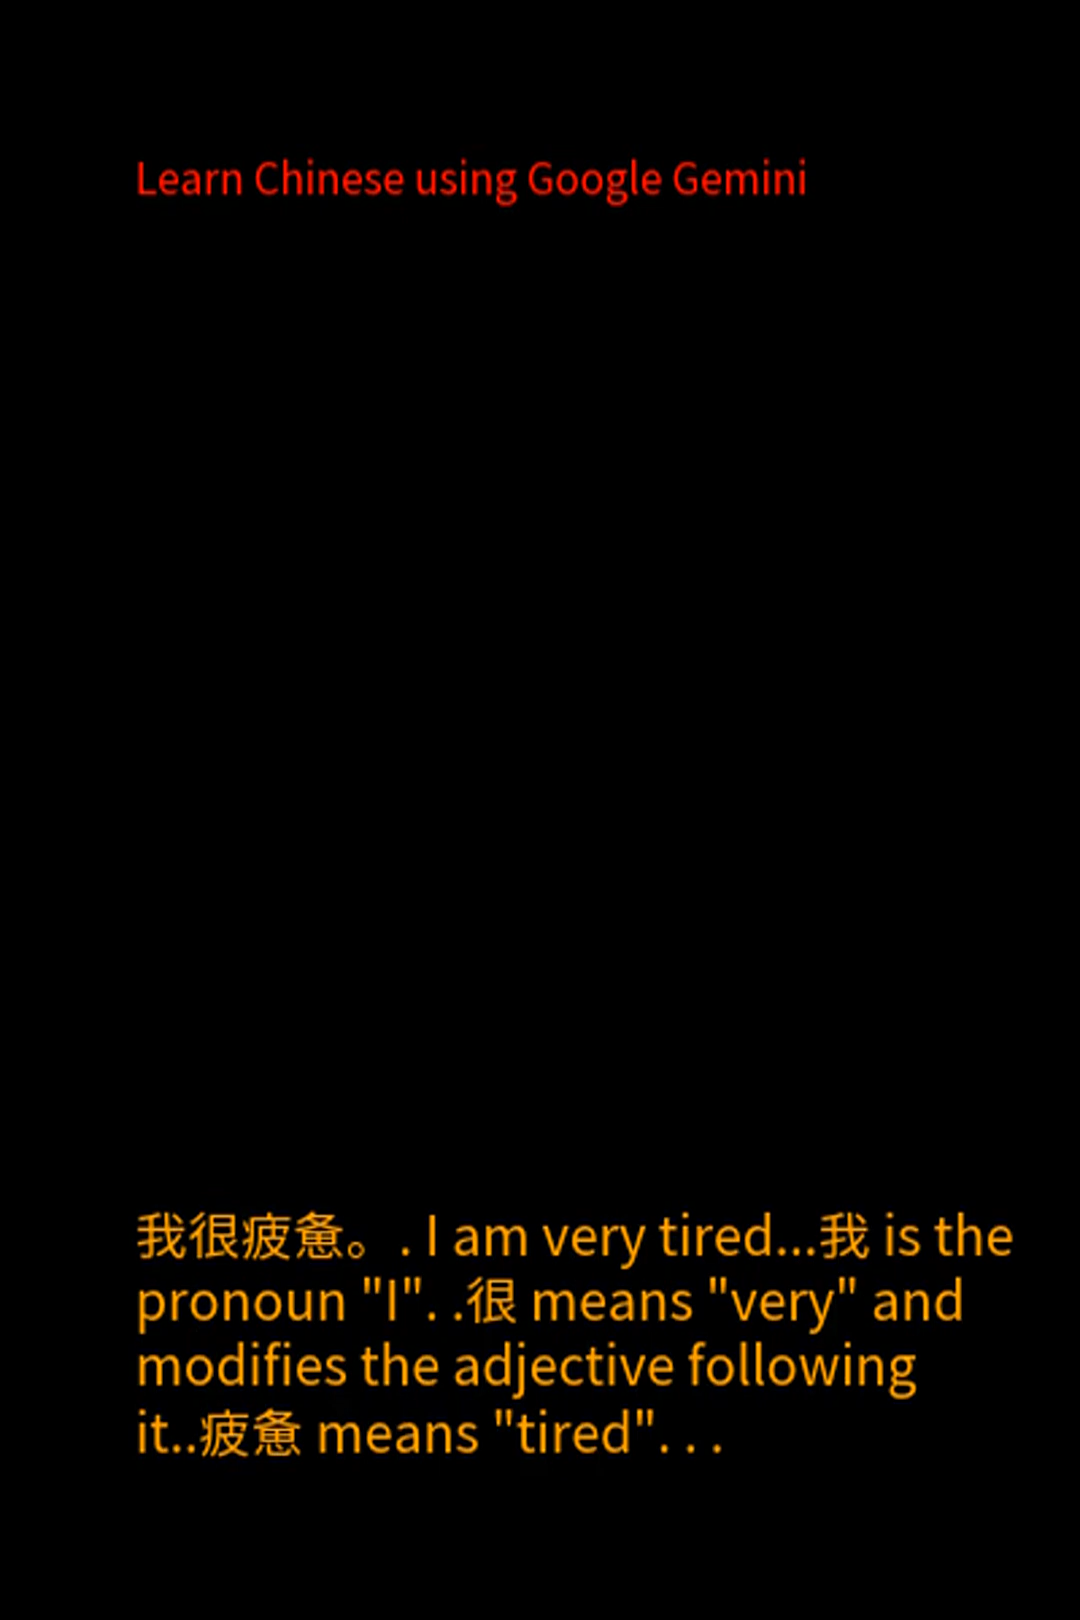 Learn Chinese using Google Gemini
我很疲惫。. I am very tired...我 is the
pronoun "I". .很 means "very" and
modifies the adjective following
it..疲惫 means "tired". . .